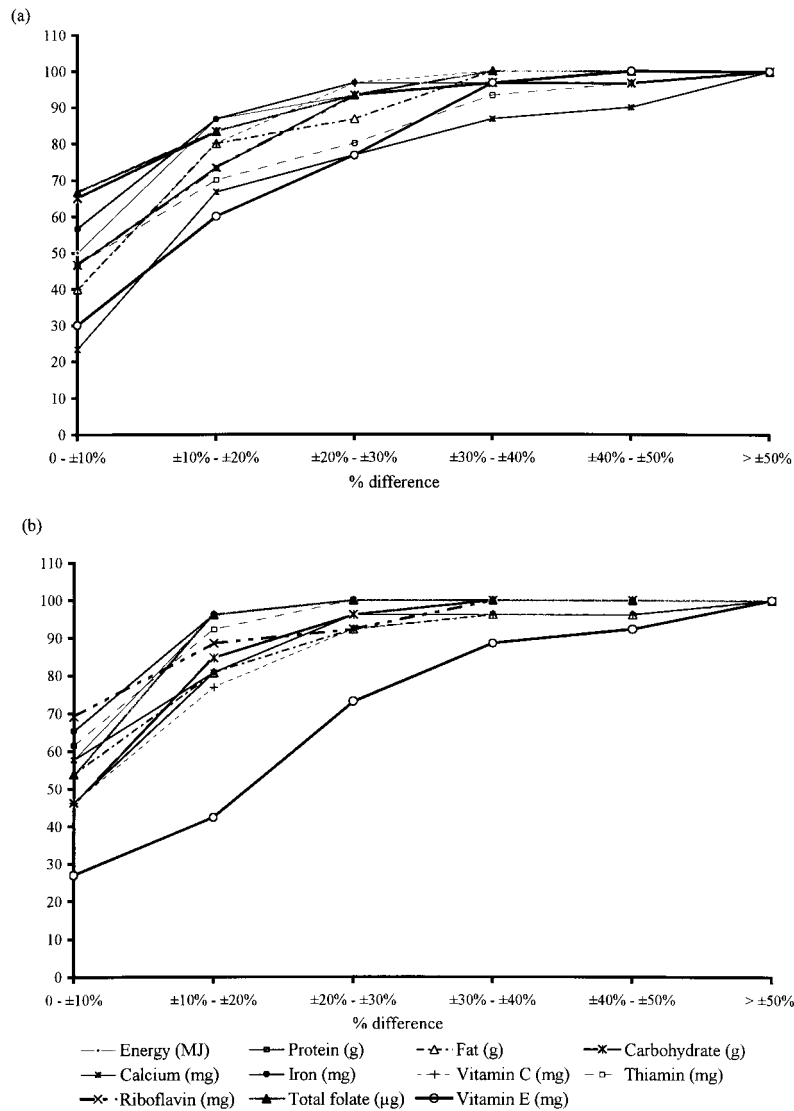 (a)
110
100
90
80
70
60
50
40
30
20
10
0
0 - ±10% ±10% - ±20% ±20% - ±30% ±30% - ±40% ±40% - ±50% > ±50%
% difference
(b)
110
100
90
80
70
60
50
40
30
20
10
0
0 - ±10% ±10% - ±20% ±20% - ±30% ±30% - ±40% ±40% - ±50% > ±50%
% difference
Energy (MJ) Protein (g) Fat (g) Carbohydrate (g)
Calcium (mg) Iron (mg) Vitamin C (mg) Thiamin (mg)
Riboflavin (mg) Total folate (µg) Vitamin E (mg)